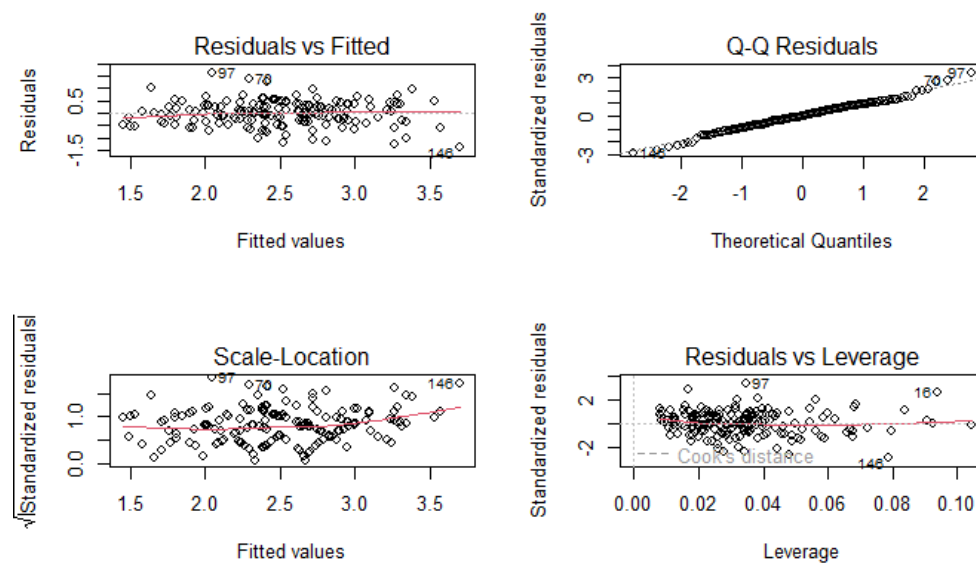 Residuals vs Fitted
Residuals
0.5
-1.5
97
70
146
1.5 2.0 2.5 3.0 3.5
Fitted values
Q-Q Residuals
Standardized residuals
3
0
-3
97
70
146
-2 -1 0 1 2
Theoretical Quantiles
Scale-Location
√|Standardized residuals|
1.0
0.0
97
70
146
1.5 2.0 2.5 3.0 3.5
Fitted values
Residuals vs Leverage
Standardized residuals
2
-2
97
16
146
Cook's distance
0.00 0.02 0.04 0.06 0.08 0.10
Leverage